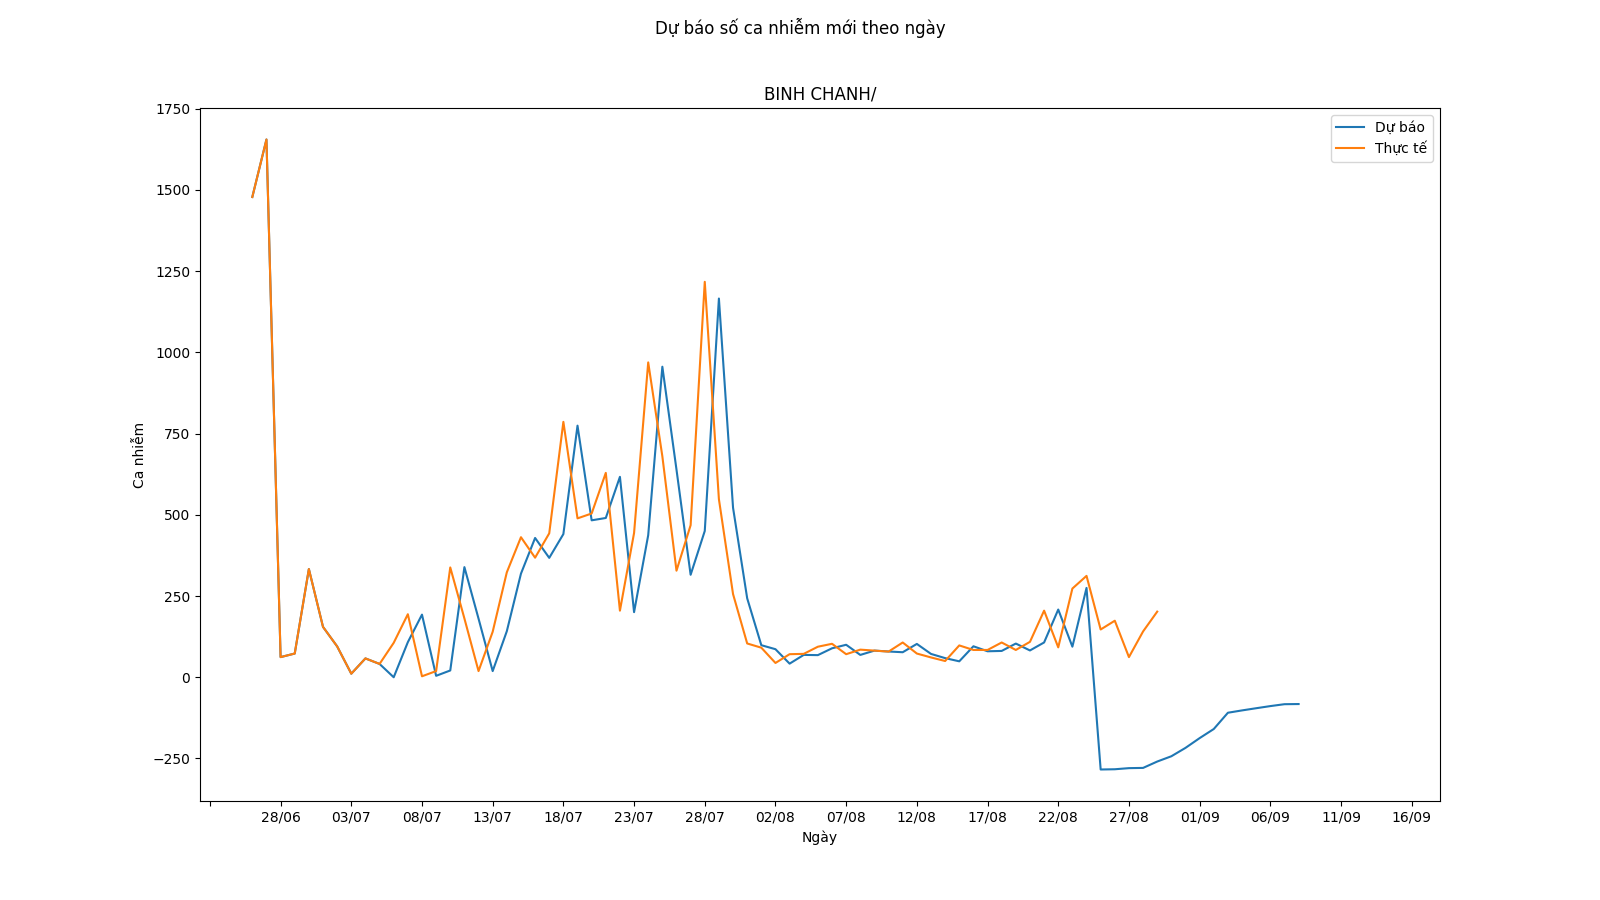 Dự báo số ca nhiễm mới theo ngày
BINH CHANH/
Dự báo
Thực tế
1750
1500
1250
1000
750
500
250
0
−250
Ca nhiễm
28/06 03/07 08/07 13/07 18/07 23/07 28/07 02/08 07/08 12/08 17/08 22/08 27/08 01/09 06/09 11/09 16/09
Ngày